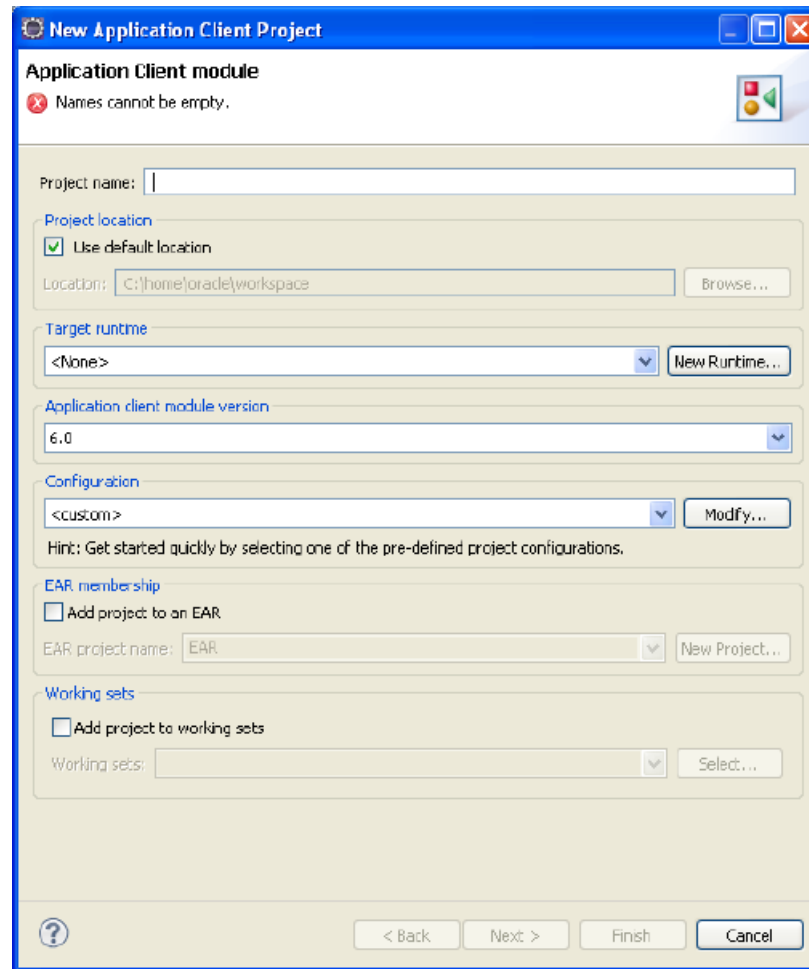 New Application Client Project
Application Client module
Names cannot be empty.
Project name:
Project location
Use default location
Location: C:\home\oracle\workspace Browse...
Target runtime
<None> New Runtime...
Application client module version
6.0
Configuration
<custom> Modify...
Hint: Get started quickly by selecting one of the pre-defined project configurations.
EAR membership
Add project to an EAR
EAR project name: EAR New Project...
Working sets
Add project to working sets
Working sets: Select...
? < Back Next > Finish Cancel